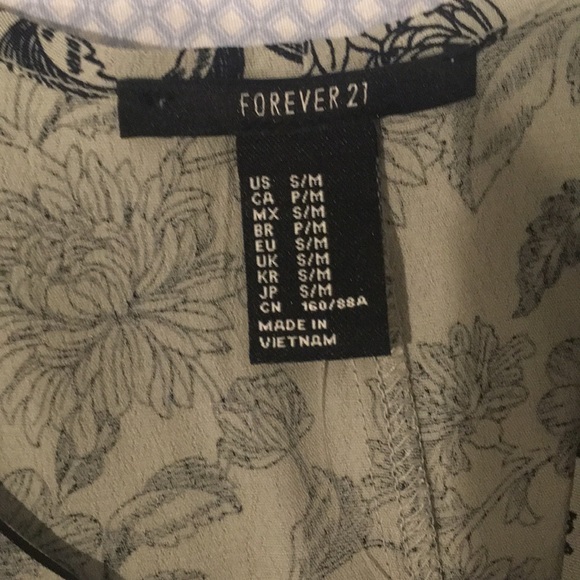 FOREVER 21
US S/M
CA P/M
MX S/M
BR P/M
EU S/M
UK S/M
KR S/M
JP S/M
CN 160/88A
MADE IN
VIETNAM